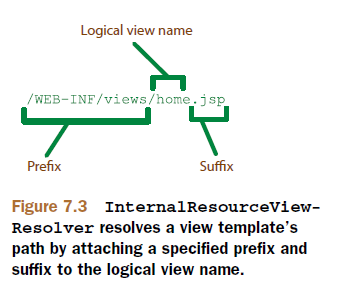 Logical view name
/WEB-INF/views/home.jsp
Prefix
Suffix
Figure 7.3 InternalResourceView-
Resolver resolves a view template's
path by attaching a specified prefix and
suffix to the logical view name.